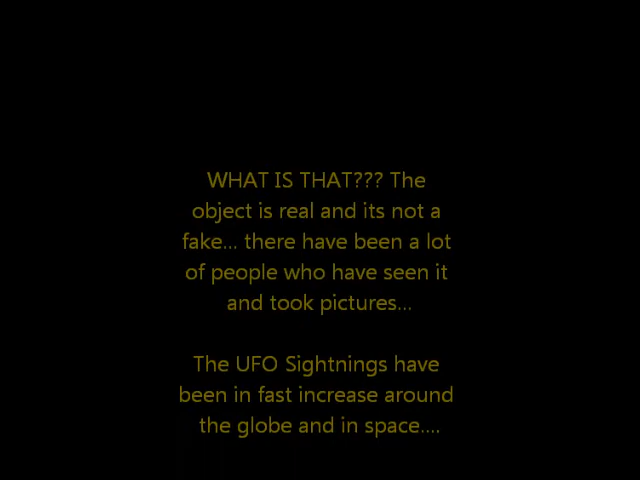 WHAT IS THAT??? The
object is real and its not a
fake... there have been a lot
of people who have seen it
and took pictures...
The UFO Sightnings have
been in fast increase around
the globe and in space....